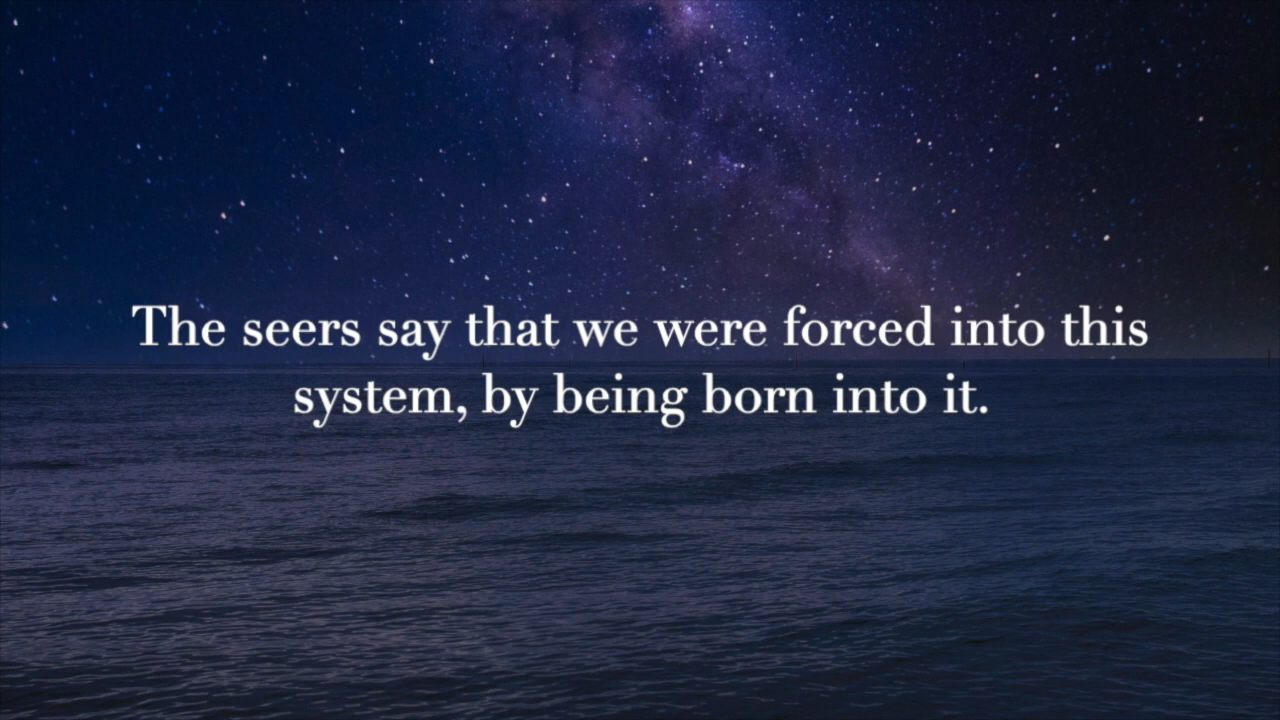 The seers say that we were forced into this
system, by being born into it.